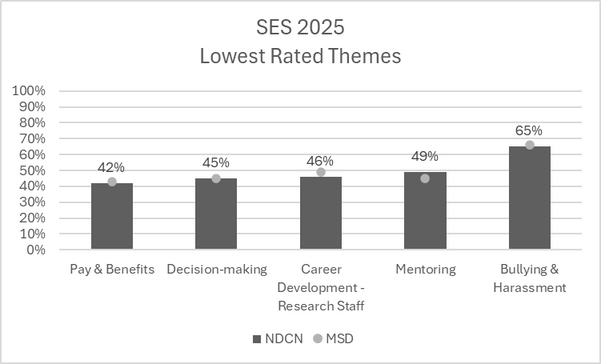 SES 2025
Lowest Rated Themes
100%
90%
80%
70%
60%
50%
40%
30%
20%
10%
0%
42%
45%
46%
49%
65%
Pay & Benefits
Decision-making
Career
Development -
Research Staff
Mentoring
Bullying &
Harassment
NDCN
MSD